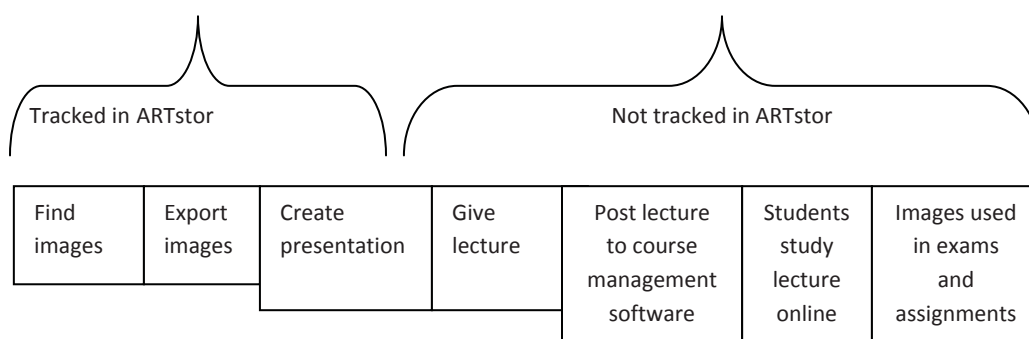 Tracked in ARTstor
Not tracked in ARTstor
Find
images
Export
images
Create
presentation
Give
lecture
Post lecture
to course
management
software
Students
study
lecture
online
Images used
in exams
and
assignments